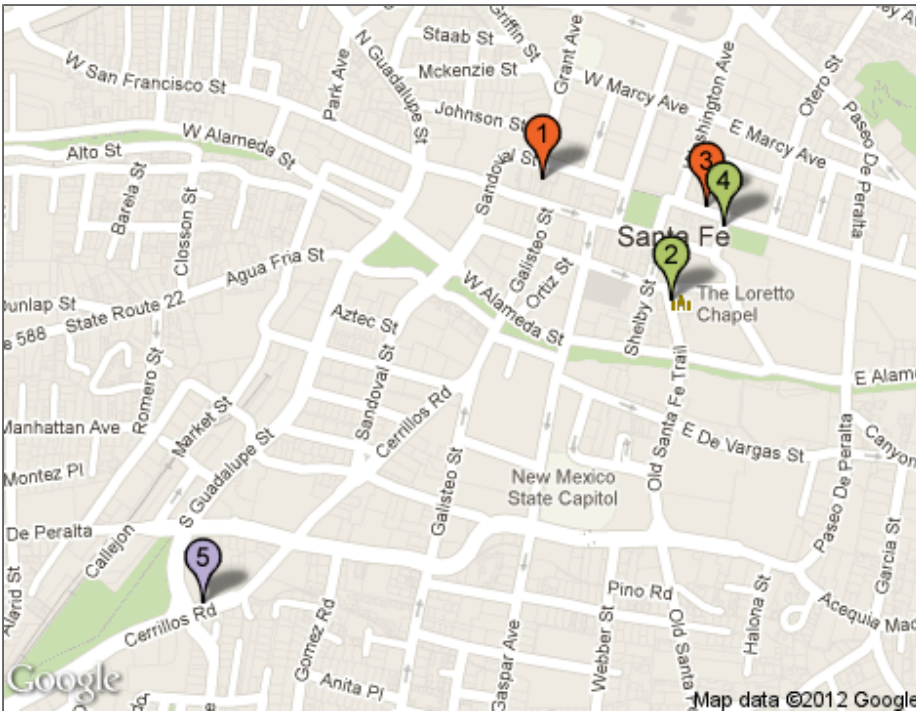 Staab St
Griffin St
Grant Ave
Mckenzie St
Park Ave
N Guadalupe St
W San Francisco St
W Marcy Ave
Washington Ave
Otero St
Johnson St
1
E Marcy Ave
Paseo De Peralta
W Alameda St
Alto St
Barela St
Closson St
Sandoval
St
3
4
Santa Fe
Galisteo St
Ortiz St
2
Agua Fria St
W Alameda St
Shelby St
The Loretto
Chapel
Dunlap St
State Route 22
588
Aztec St
Romero St
Sandoval St
Old Santa Fe Trail
E Alame
Manhattan Ave
Market St
Cerrillos Rd
E De Vargas St
Canyon
Montez Pl
S Guadalupe St
Galisteo St
New Mexico
State Capitol
Paseo De Peralta
De Peralta
Callejon
5
Alarid St
Cerrillos Rd
Gomez Rd
Gaspar Ave
Webber St
Pino Rd
Old Santa
Halona St
Garcia St
Acequia Mad
Anita Pl
Google
Map data ©2012 Google